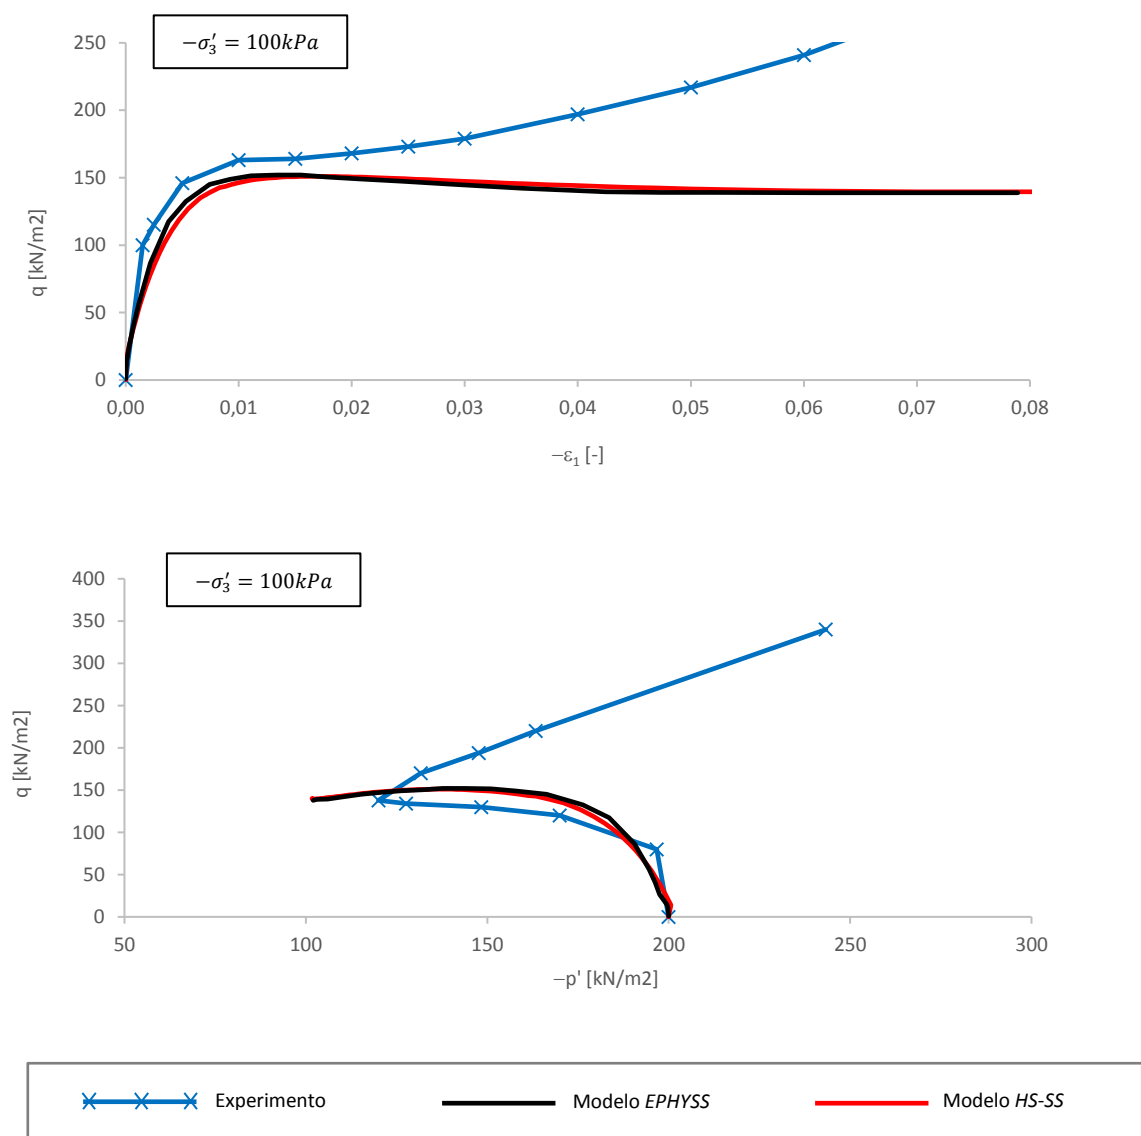 −σ′₃ = 100kPa
250
200
150
100
50
0
q [kN/m2]
0,00 0,01 0,02 0,03 0,04 0,05 0,06 0,07 0,08
−ε₁ [-]
−σ′₃ = 100kPa
400
350
300
250
200
150
100
50
0
q [kN/m2]
50 100 150 200 250 300
−p' [kN/m2]
Experimento Modelo EPHYSS Modelo HS-SS